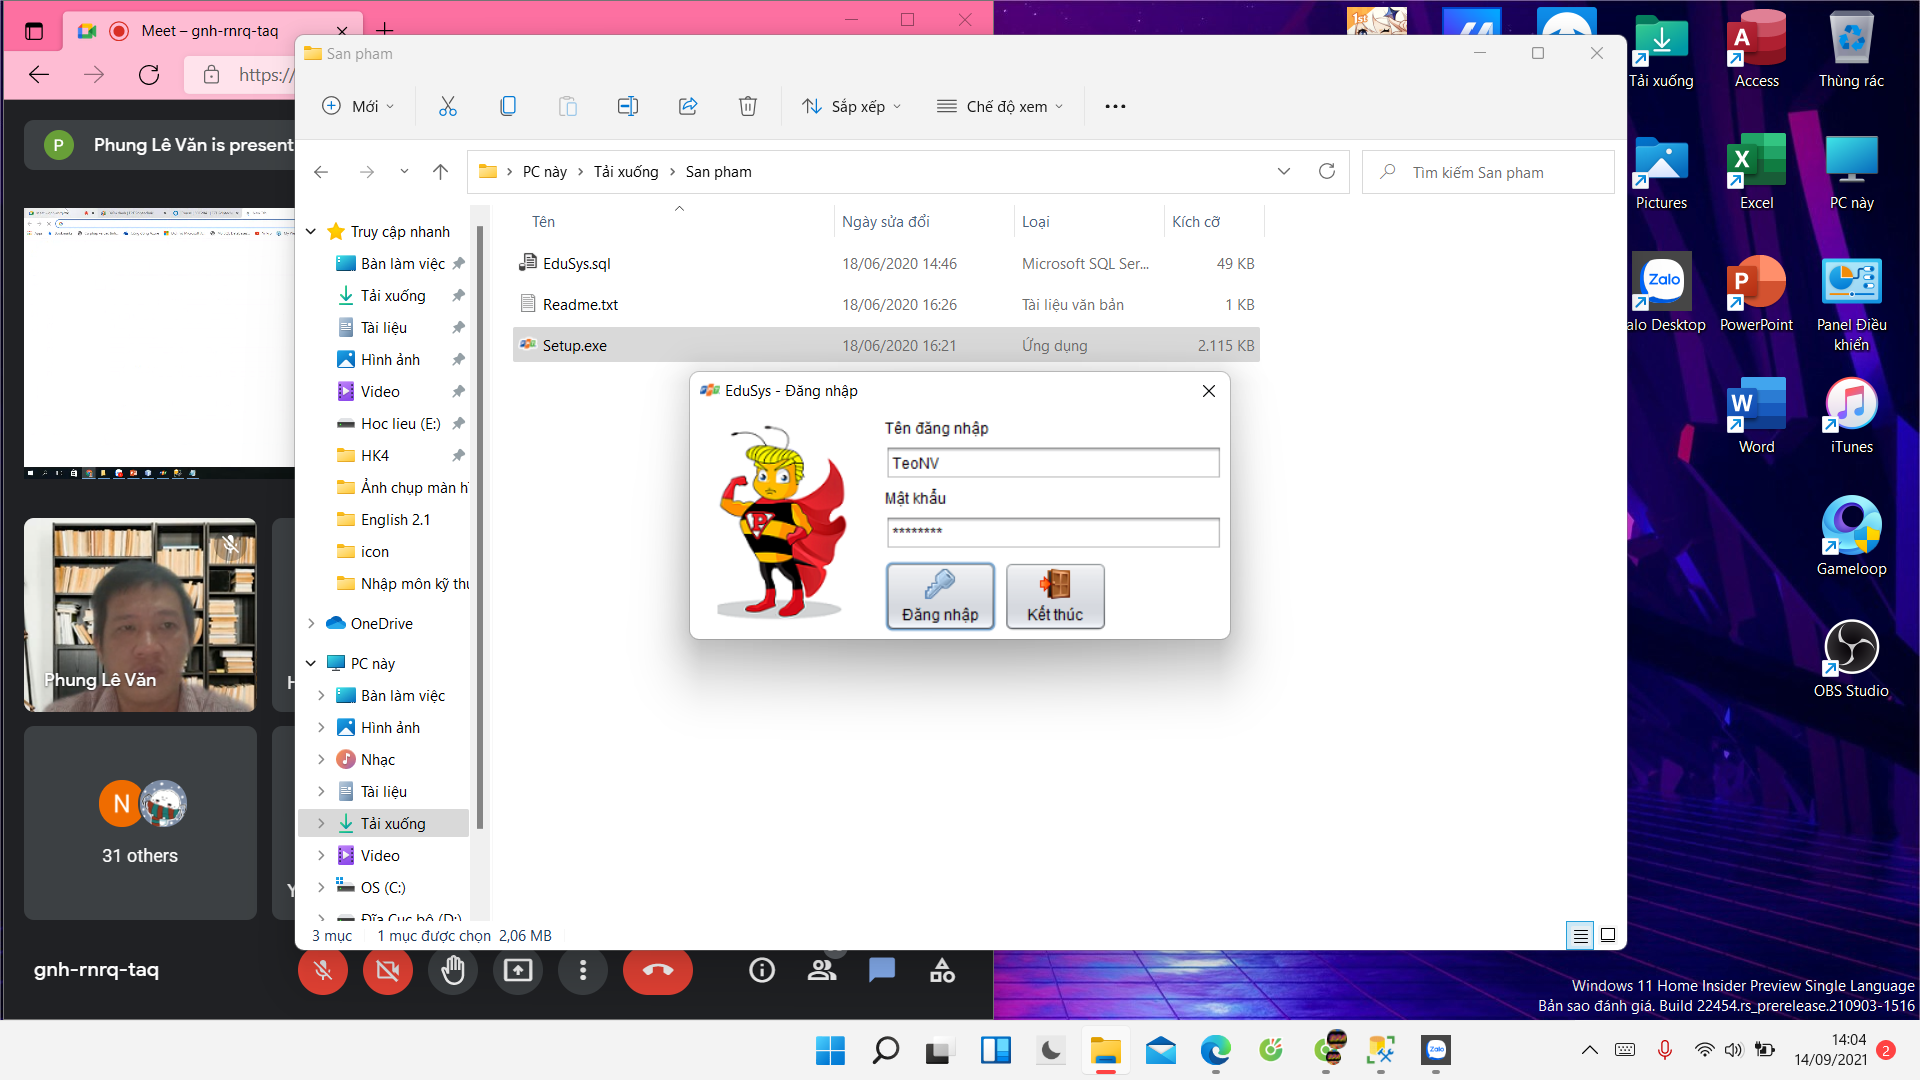 Meet – gnh-rnrq-taq
https://
P
Phung Lê Văn is present
Phung Lê Văn
N
31 others
H
Y
gnh-rnrq-taq
San pham
Mới
Sắp xếp
Chế độ xem
PC này
Tải xuống
San pham
Tìm kiếm San pham
Truy cập nhanh
Bàn làm việc
Tải xuống
Tài liệu
Hình ảnh
Video
Hoc lieu (E:)
HK4
Ảnh chụp màn h
English 2.1
icon
Nhập môn kỹ thu
OneDrive
PC này
Bàn làm việc
Hình ảnh
Nhạc
Tài liệu
Tải xuống
Video
OS (C:)
Đĩa Cục bộ (D:)
Tên
Ngày sửa đổi
Loại
Kích cỡ
EduSys.sql
18/06/2020 14:46
Microsoft SQL Ser...
49 KB
Readme.txt
18/06/2020 16:26
Tài liệu văn bản
1 KB
Setup.exe
18/06/2020 16:21
Ứng dụng
2.115 KB
3 mục
1 mục được chọn
2,06 MB
EduSys - Đăng nhập
Tên đăng nhập
TeoNV
Mật khẩu
********
Đăng nhập
Kết thúc
P
1st
Tải xuống
Access
Thùng rác
Pictures
Excel
PC này
Zalo
alo Desktop
PowerPoint
Panel Điều
khiển
Word
iTunes
Gameloop
OBS Studio
Windows 11 Home Insider Preview Single Language
Bản sao đánh giá. Build 22454.rs_prerelease.210903-1516
Zalo
14:04
14/09/2021
2